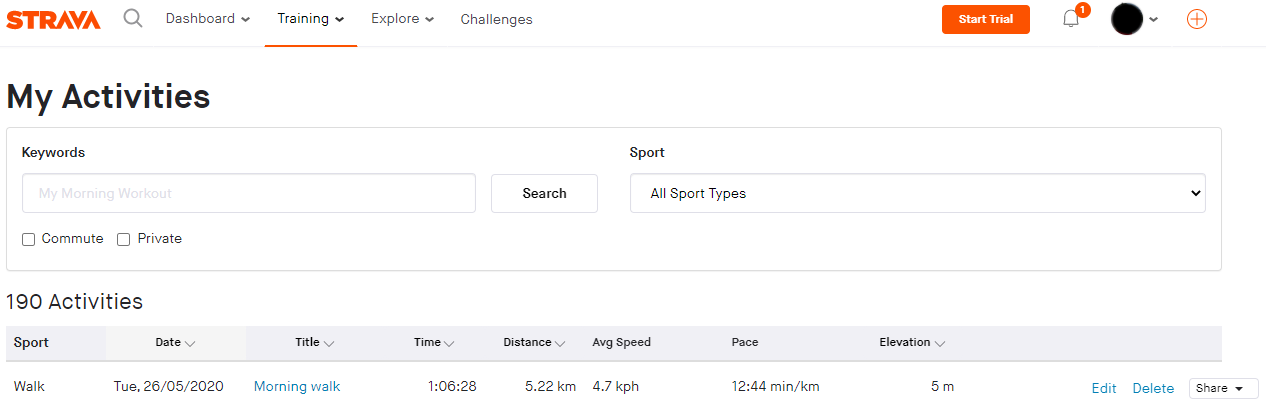 STRAVA Dashboard Training Explore Challenges Start Trial 1
My Activities
Keywords Sport
My Morning Workout Search All Sport Types
Commute Private
190 Activities
Sport Date Title Time Distance Avg Speed Pace Elevation
Walk Tue, 26/05/2020 Morning walk 1:06:28 5.22 km 4.7 kph 12:44 min/km 5 m Edit Delete Share